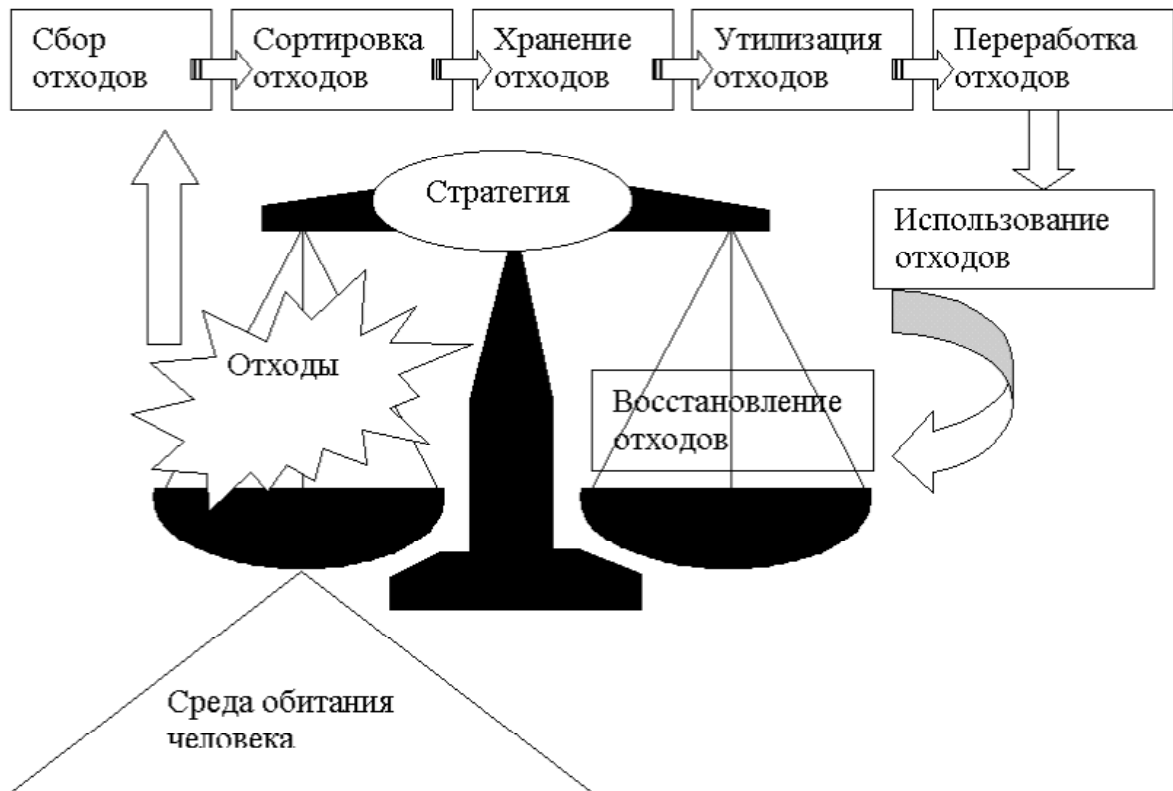 Сбор
отходов
Сортировка
отходов
Хранение
отходов
Утилизация
отходов
Переработка
отходов
Стратегия
Использование
отходов
Отходы
Восстановление
отходов
Среда обитания
человека